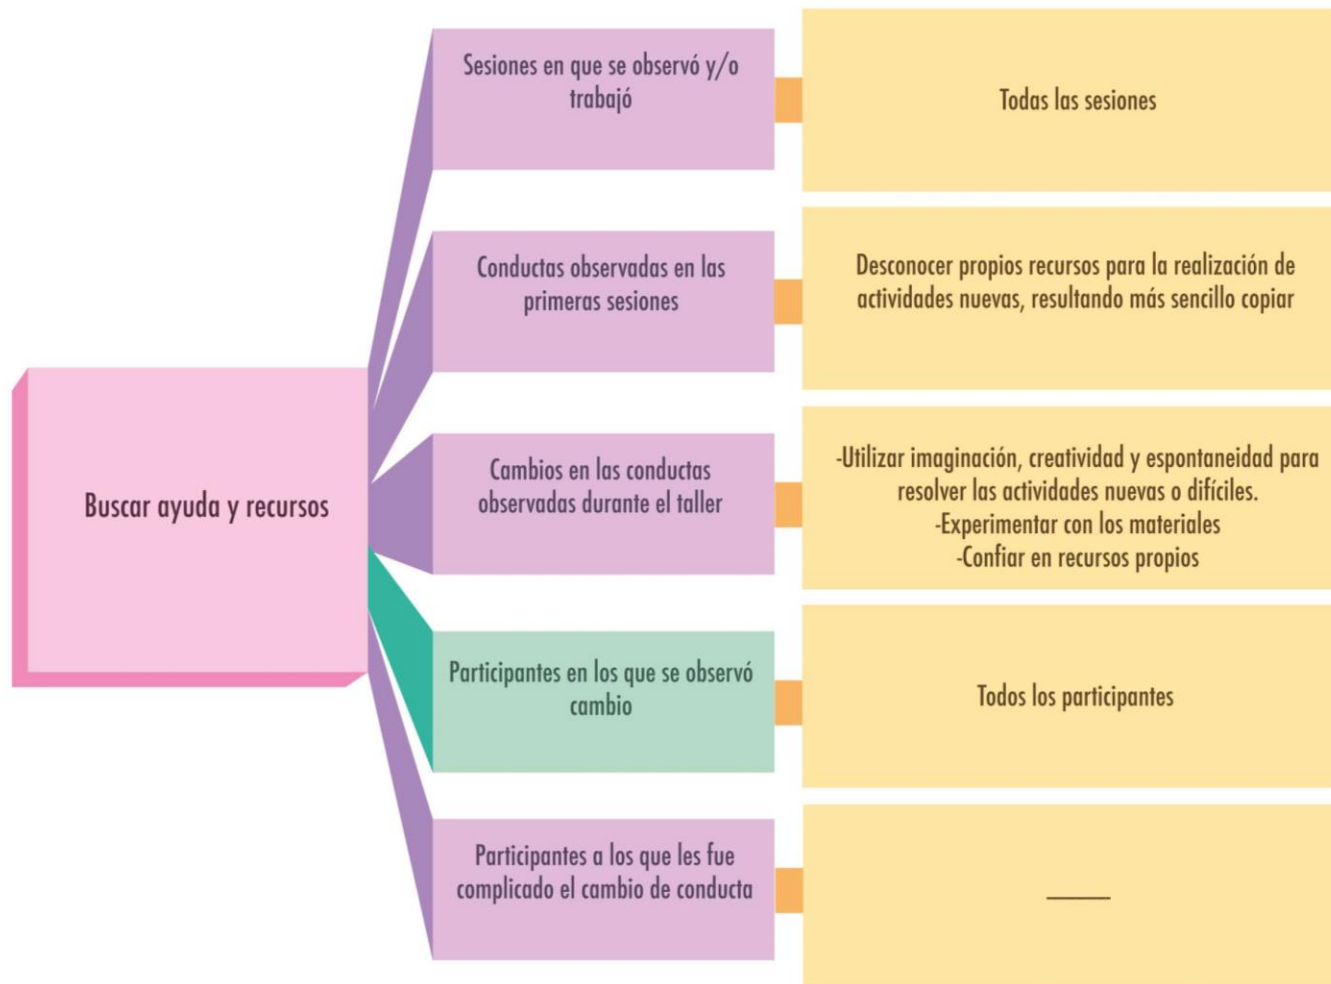 Buscar ayuda y recursos
Sesiones en que se observó y/o
trabajó
Todas las sesiones
Conductas observadas en las
primeras sesiones
Desconocer propios recursos para la realización de
actividades nuevas, resultando más sencillo copiar
Cambios en las conductas
observadas durante el taller
-Utilizar imaginación, creatividad y espontaneidad para
resolver las actividades nuevas o difíciles.
-Experimentar con los materiales
-Confiar en recursos propios
Participantes en los que se observó
cambio
Todos los participantes
Participantes a los que les fue
complicado el cambio de conducta